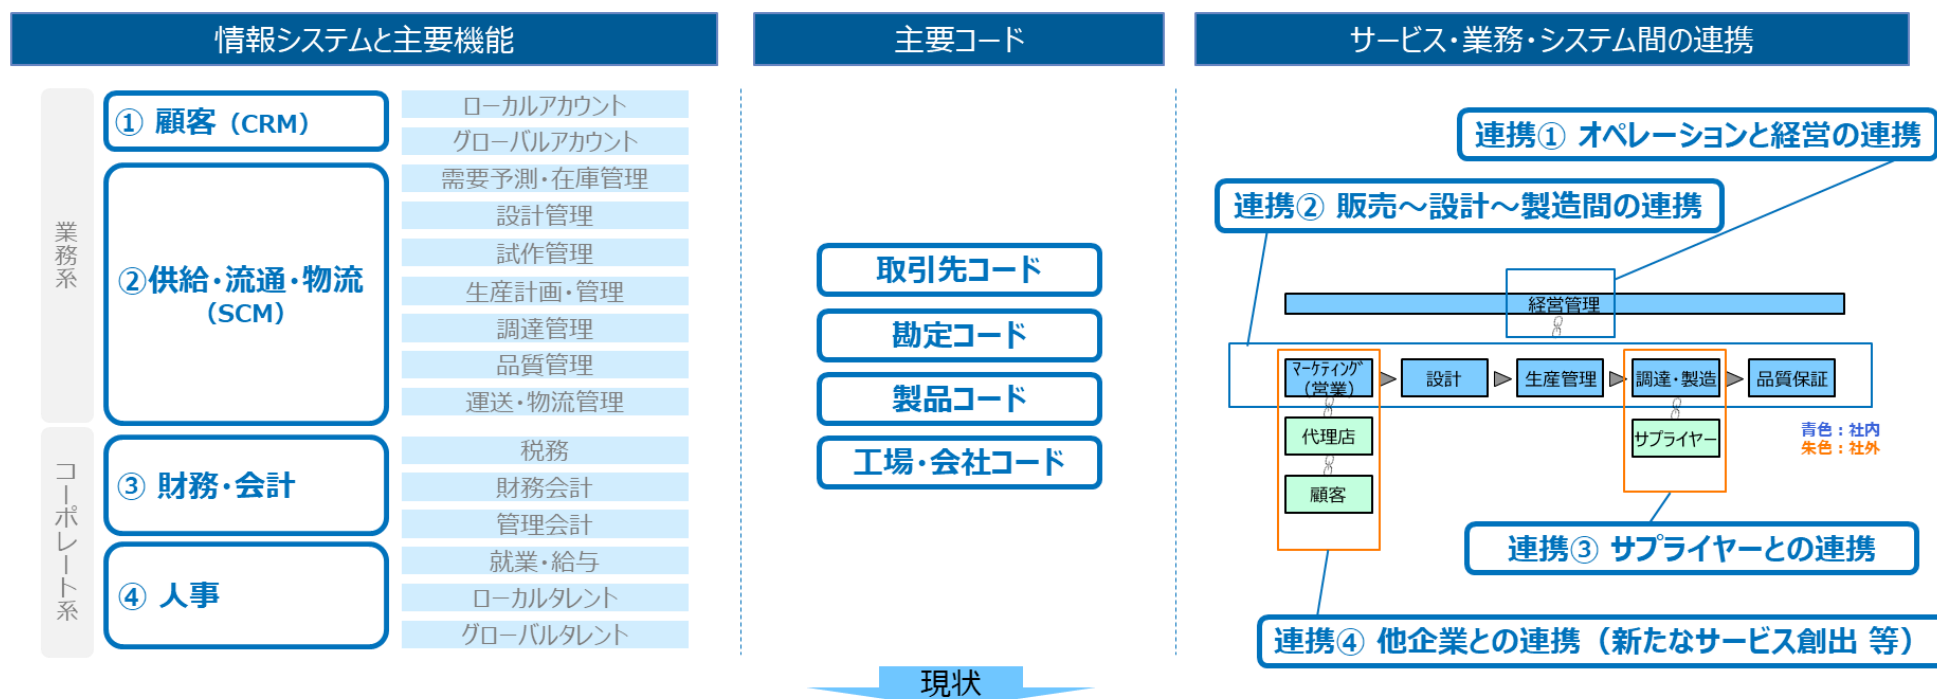 情報システムと主要機能
業務系
① 顧客（CRM）
ローカルアカウント
グローバルアカウント
②供給・流通・物流
（SCM）
需要予測・在庫管理
設計管理
試作管理
生産計画・管理
調達管理
品質管理
運送・物流管理
コーポレート系
③ 財務・会計
税務
財務会計
管理会計
④ 人事
就業・給与
ローカルタレント
グローバルタレント
主要コード
取引先コード
勘定コード
製品コード
工場・会社コード
現状
サービス・業務・システム間の連携
連携① オペレーションと経営の連携
連携② 販売～設計～製造間の連携
経営管理
マーケティング
（営業）
設計
生産管理
調達・製造
品質保証
代理店
サプライヤー
顧客
青色：社内
朱色：社外
連携③ サプライヤーとの連携
連携④ 他企業との連携（新たなサービス創出 等）